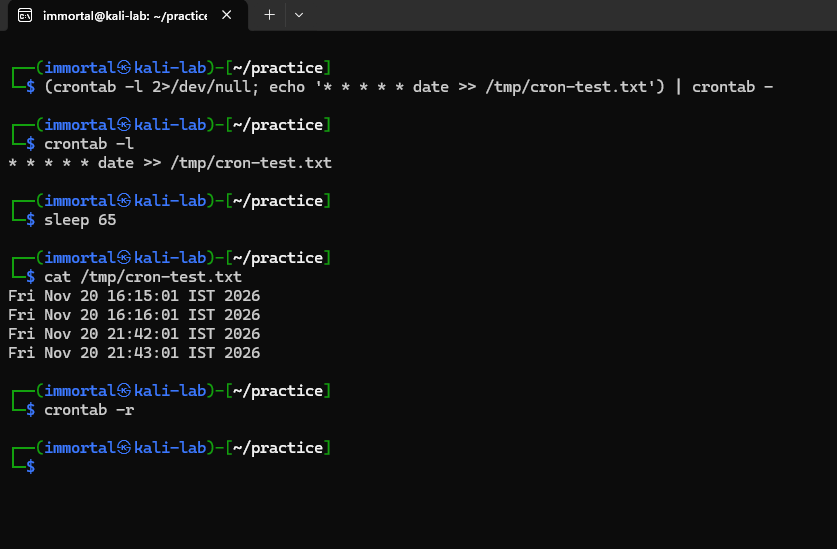 immortal@kali-lab: ~/practice
┌──(immortal㉿kali-lab)-[~/practice]
└─$ (crontab -l 2>/dev/null; echo '* * * * * date >> /tmp/cron-test.txt') | crontab -
┌──(immortal㉿kali-lab)-[~/practice]
└─$ crontab -l
* * * * * date >> /tmp/cron-test.txt
┌──(immortal㉿kali-lab)-[~/practice]
└─$ sleep 65
┌──(immortal㉿kali-lab)-[~/practice]
└─$ cat /tmp/cron-test.txt
Fri Nov 20 16:15:01 IST 2026
Fri Nov 20 16:16:01 IST 2026
Fri Nov 20 21:42:01 IST 2026
Fri Nov 20 21:43:01 IST 2026
┌──(immortal㉿kali-lab)-[~/practice]
└─$ crontab -r
┌──(immortal㉿kali-lab)-[~/practice]
└─$